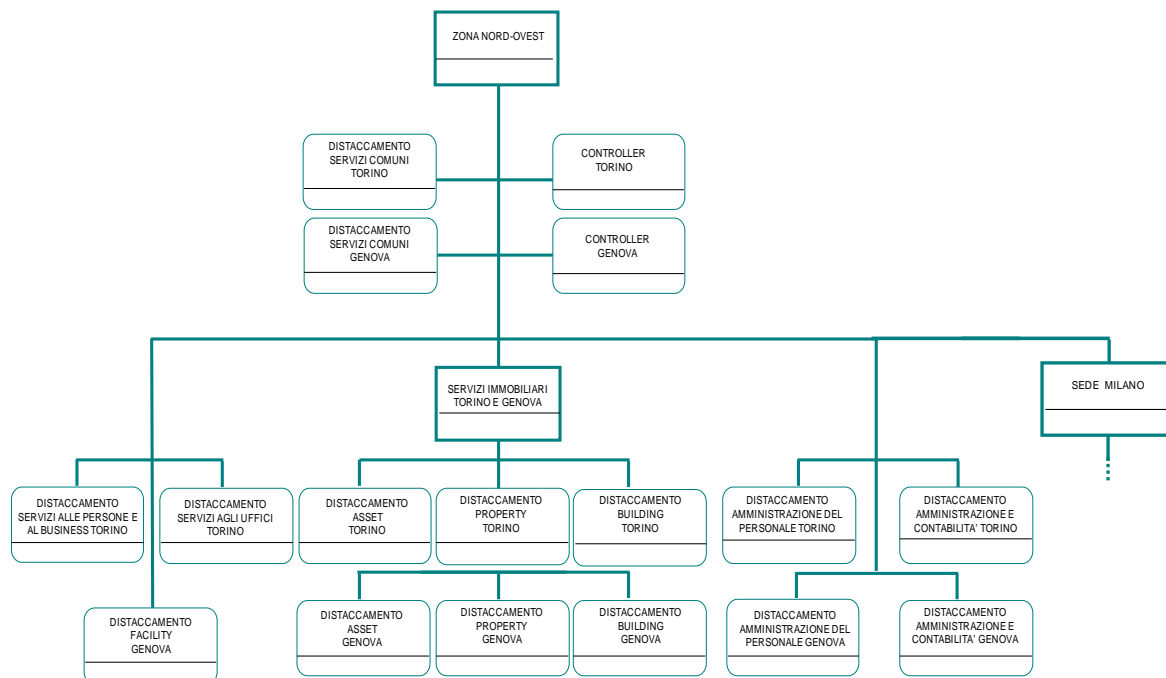 ZONA NORD-OVEST
DISTACCAMENTO
SERVIZI COMUNI
TORINO
CONTROLLER
TORINO
DISTACCAMENTO
SERVIZI COMUNI
GENOVA
CONTROLLER
GENOVA
SERVIZI IMMOBILIARI
TORINO E GENOVA
SEDE MILANO
DISTACCAMENTO
SERVIZI ALLE PERSONE E
AL BUSINESS TORINO
DISTACCAMENTO
SERVIZI AGLI UFFICI
TORINO
DISTACCAMENTO
ASSET
TORINO
DISTACCAMENTO
PROPERTY
TORINO
DISTACCAMENTO
BUILDING
TORINO
DISTACCAMENTO
AMMINISTRAZIONE DEL
PERSONALE TORINO
DISTACCAMENTO
AMMINISTRAZIONE E
CONTABILITA' TORINO
DISTACCAMENTO
FACILITY
GENOVA
DISTACCAMENTO
ASSET
GENOVA
DISTACCAMENTO
PROPERTY
GENOVA
DISTACCAMENTO
BUILDING
GENOVA
DISTACCAMENTO
AMMINISTRAZIONE DEL
PERSONALE GENOVA
DISTACCAMENTO
AMMINISTRAZIONE E
CONTABILITA' GENOVA